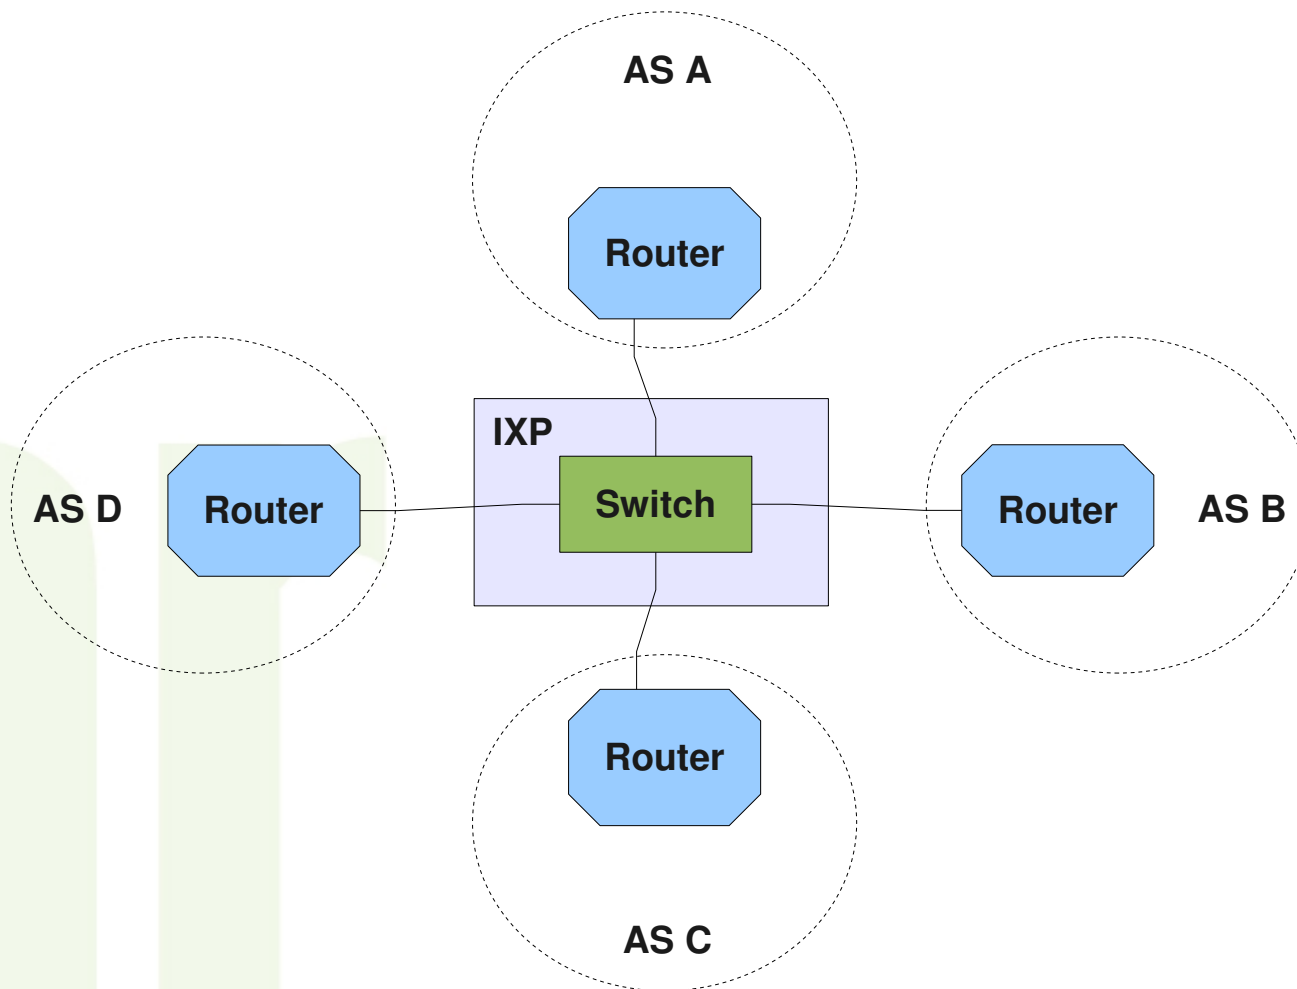 AS A
Router
IXP
Switch
AS D
Router
Router
AS B
Router
AS C